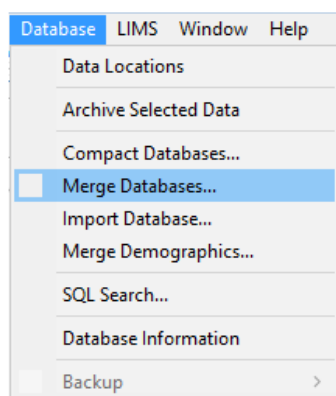 Database LIMS Window Help
Data Locations
Archive Selected Data
Compact Databases...
Merge Databases...
Import Database...
Merge Demographics...
SQL Search...
Database Information
Backup >